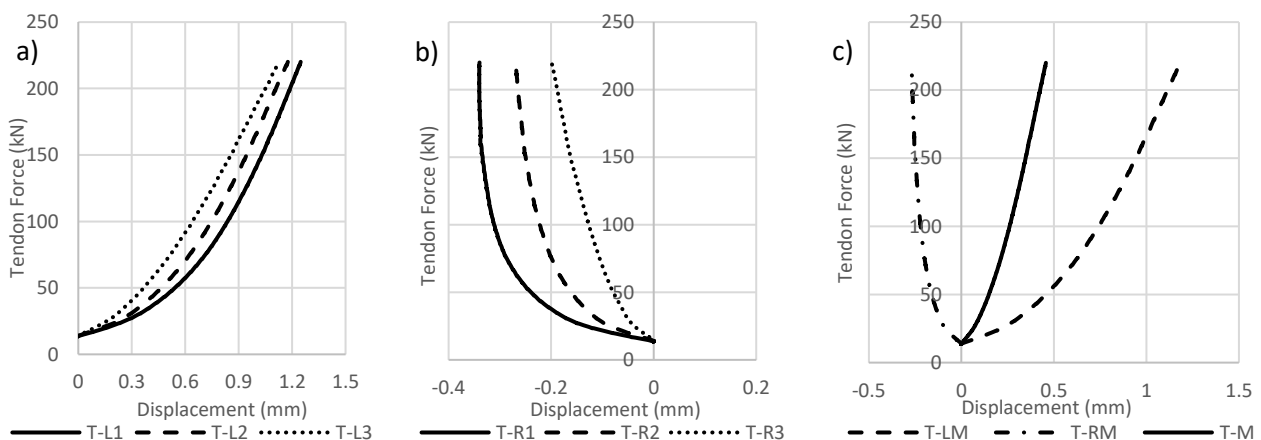 a)
Tendon Force (kN)
250
200
150
100
50
0
0 0.3 0.6 0.9 1.2 1.5
Displacement (mm)
T-L1 T-L2 T-L3
b)
Tendon Force (kN)
250
200
150
100
50
0
-0.4 -0.2 0 0.2
Displacement (mm)
T-R1 T-R2 T-R3
c)
Tendon Force (kN)
250
200
150
100
50
0
-0.5 0 0.5 1 1.5
Displacement (mm)
T-LM T-RM T-M